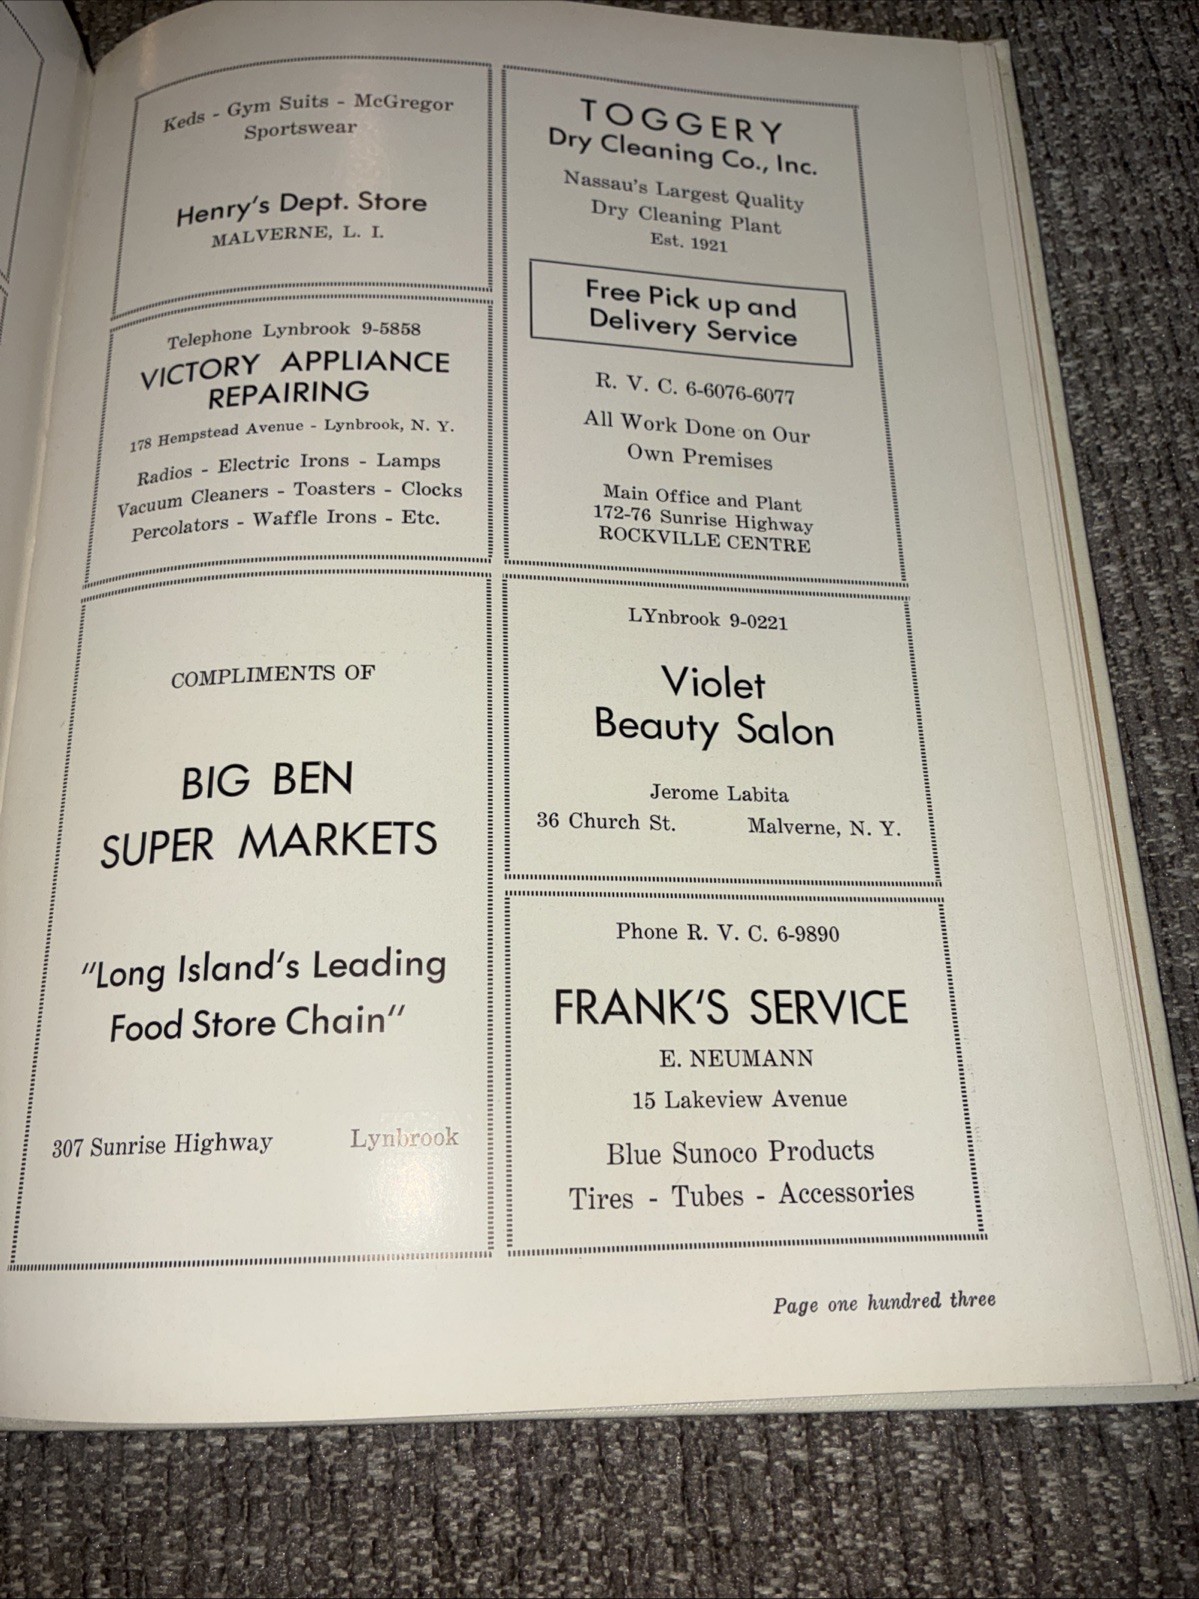 Keds - Gym Suits - McGregor
Sportswear
Henry's Dept. Store
MALVERNE, L. I.
Telephone Lynbrook 9-5858
VICTORY APPLIANCE
REPAIRING
178 Hempstead Avenue - Lynbrook, N. Y.
Radios - Electric Irons - Lamps
Vacuum Cleaners - Toasters - Clocks
Percolators - Waffle Irons - Etc.
COMPLIMENTS OF
BIG BEN
SUPER MARKETS
"Long Island's Leading
Food Store Chain"
307 Sunrise Highway Lynbrook
TOGGERY
Dry Cleaning Co., Inc.
Nassau's Largest Quality
Dry Cleaning Plant
Est. 1921
Free Pick up and
Delivery Service
R. V. C. 6-6076-6077
All Work Done on Our
Own Premises
Main Office and Plant
172-76 Sunrise Highway
ROCKVILLE CENTRE
LYnbrook 9-0221
Violet
Beauty Salon
Jerome Labita
36 Church St. Malverne, N. Y.
Phone R. V. C. 6-9890
FRANK'S SERVICE
E. NEUMANN
15 Lakeview Avenue
Blue Sunoco Products
Tires - Tubes - Accessories
Page one hundred three